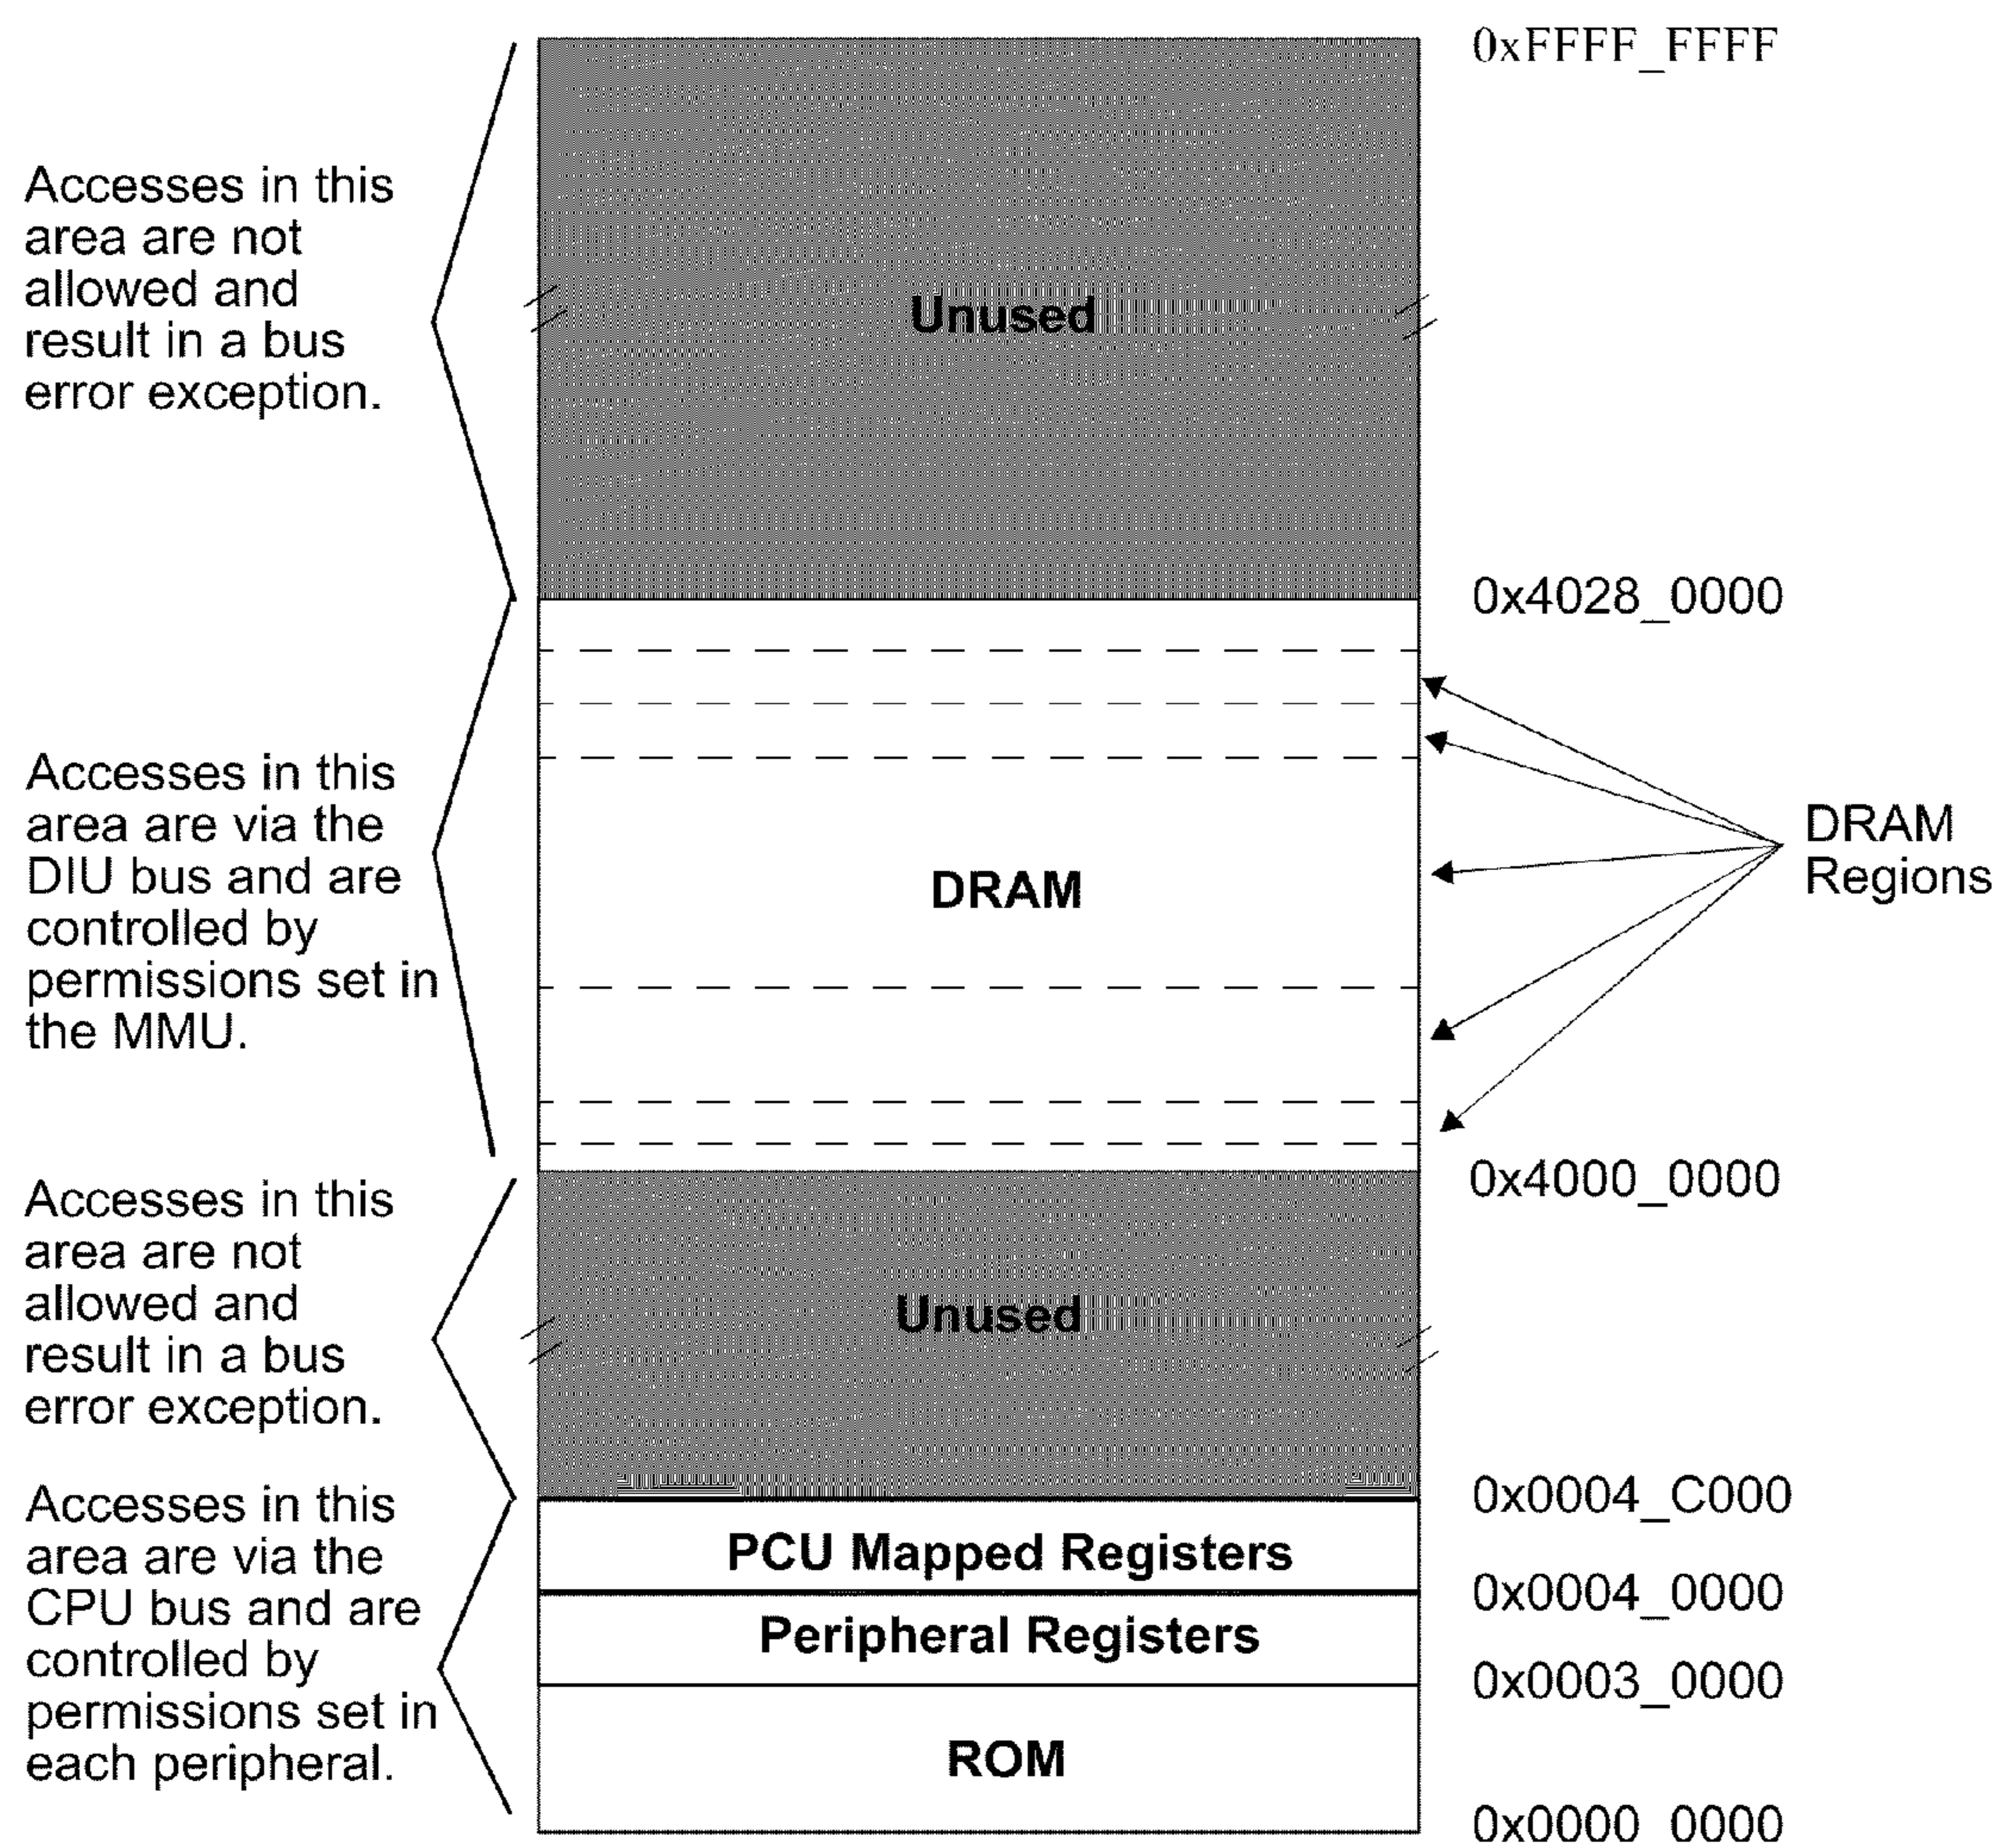 0xFFFF_FFFF
Accesses in this
area are not
allowed and
result in a bus
error exception.
Unused
0x4028_0000
Accesses in this
area are via the
DIU bus and are
controlled by
permissions set in
the MMU.
DRAM
DRAM
Regions
0x4000_0000
Accesses in this
area are not
allowed and
result in a bus
error exception.
Unused
0x0004_C000
Accesses in this
area are via the
CPU bus and are
controlled by
permissions set in
each peripheral.
PCU Mapped Registers
0x0004_0000
Peripheral Registers
0x0003_0000
ROM
0x0000_0000